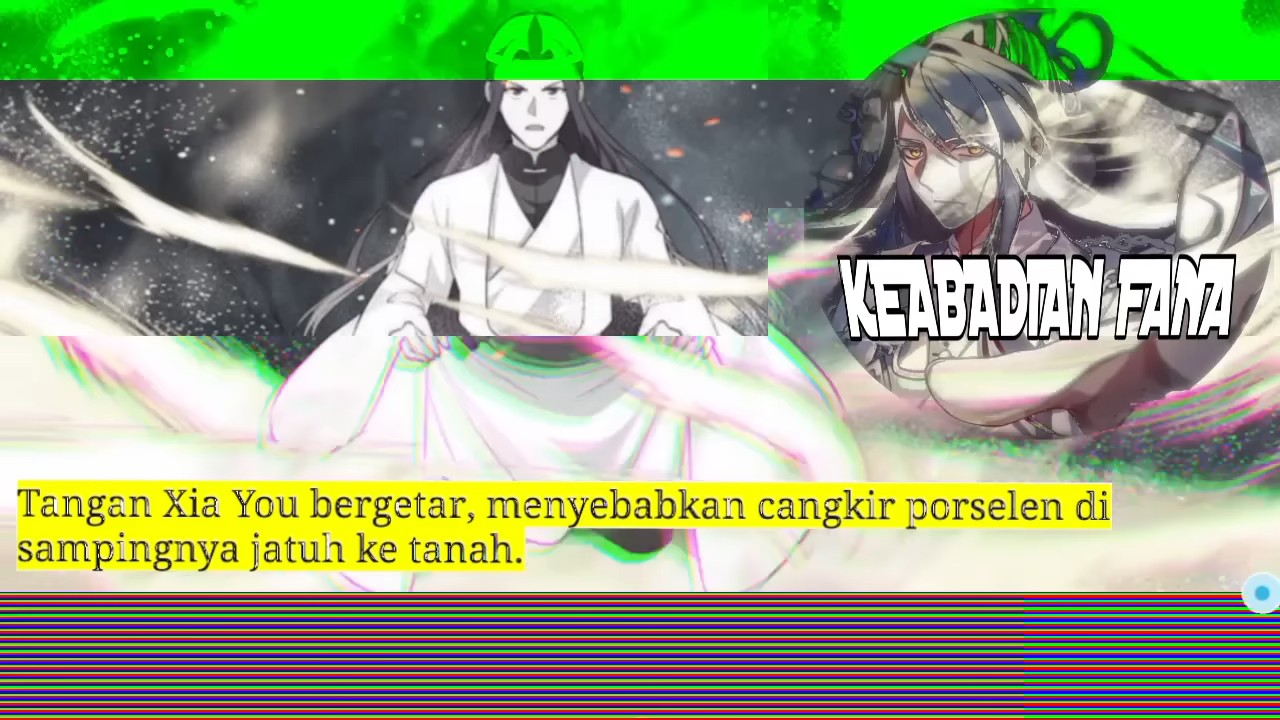 KEABADIAN FANA
Tangan Xia You bergetar, menyebabkan cangkir porselen di
sampingnya jatuh ke tanah.